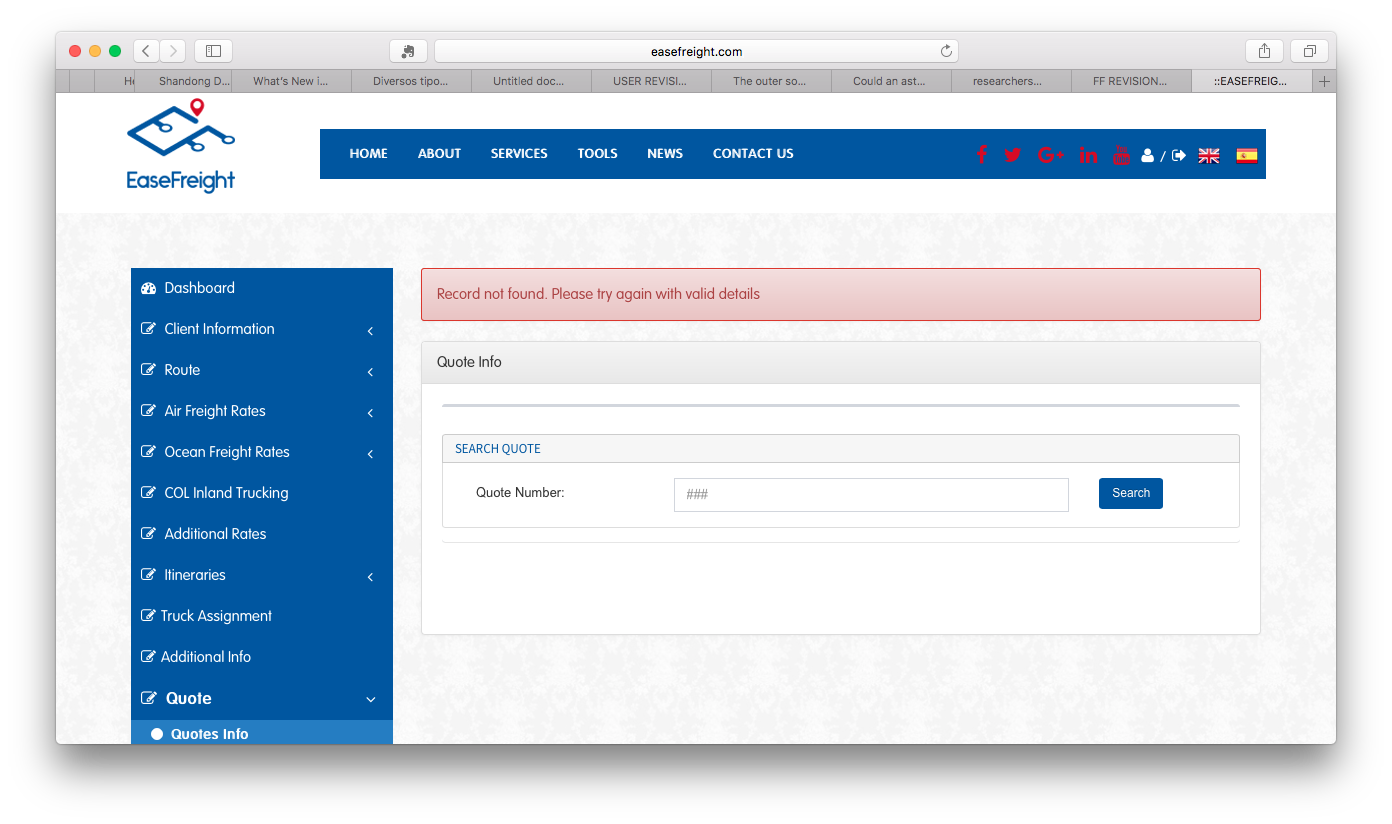 easefreight.com
Shandong D...
What's New i...
Diversos tipo...
Untitled doc...
USER REVISI...
The outer so...
Could an ast...
researchers...
FF REVISION...
::EASEFREIG...
EaseFreight
HOME ABOUT SERVICES TOOLS NEWS CONTACT US
/
Dashboard
Client Information
Route
Air Freight Rates
Ocean Freight Rates
COL Inland Trucking
Additional Rates
Itineraries
Truck Assignment
Additional Info
Quote
Quotes Info
Record not found. Please try again with valid details
Quote Info
SEARCH QUOTE
Quote Number:
###
Search